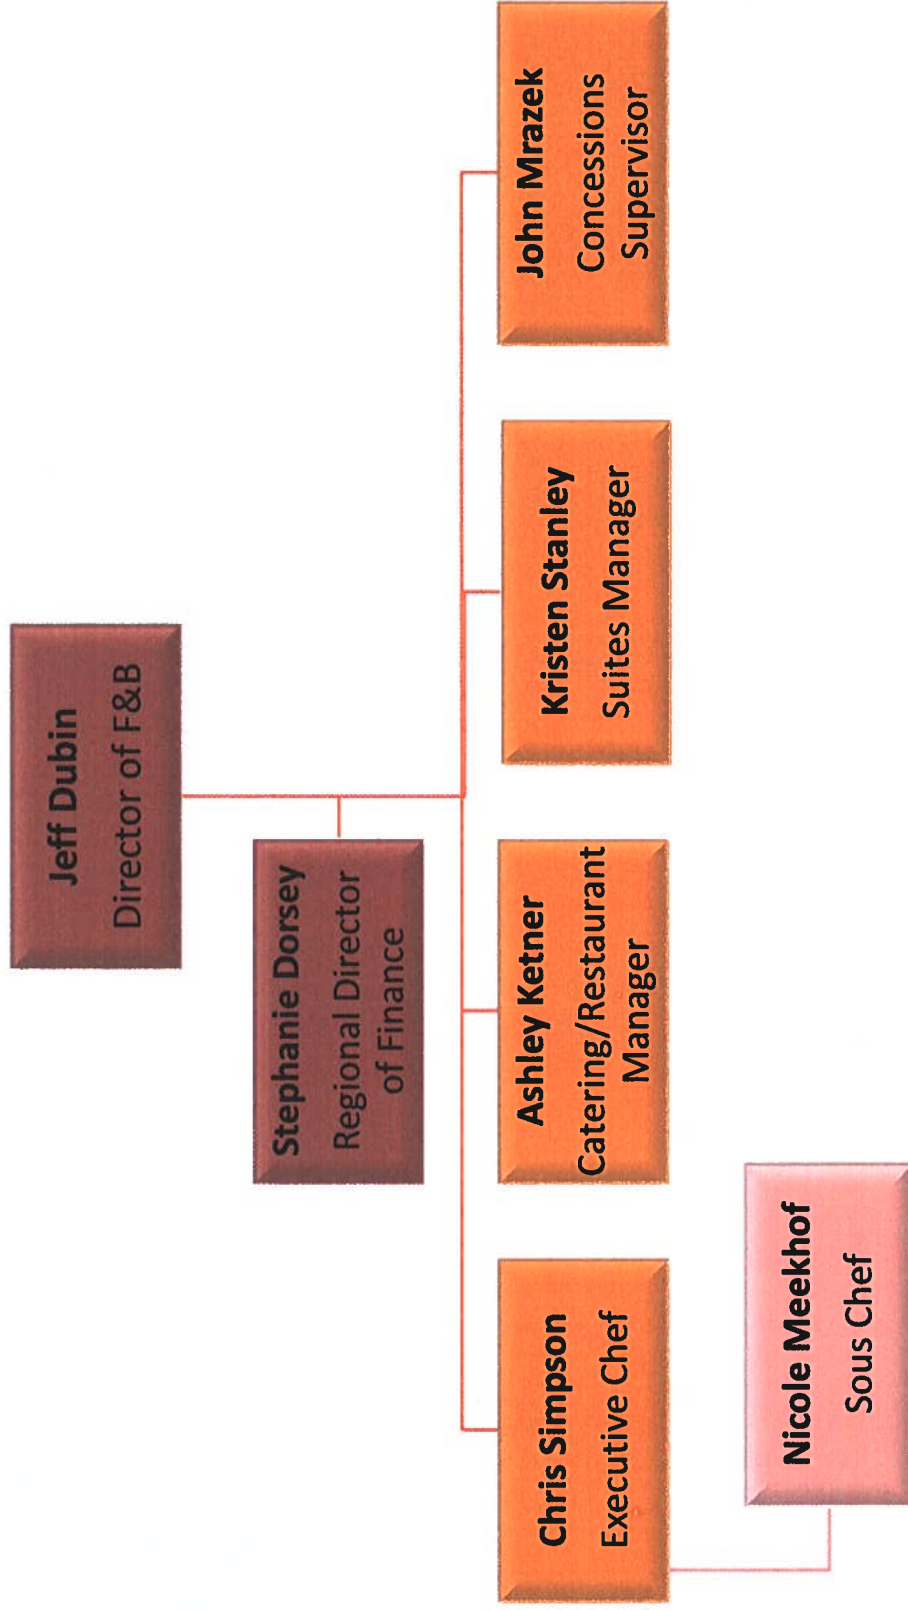 Jeff Dubin
Director of F&B
Stephanie Dorsey
Regional Director
of Finance
Chris Simpson
Executive Chef
Ashley Ketner
Catering/Restaurant
Manager
Kristen Stanley
Suites Manager
John Mrazek
Concessions
Supervisor
Nicole Meekhof
Sous Chef